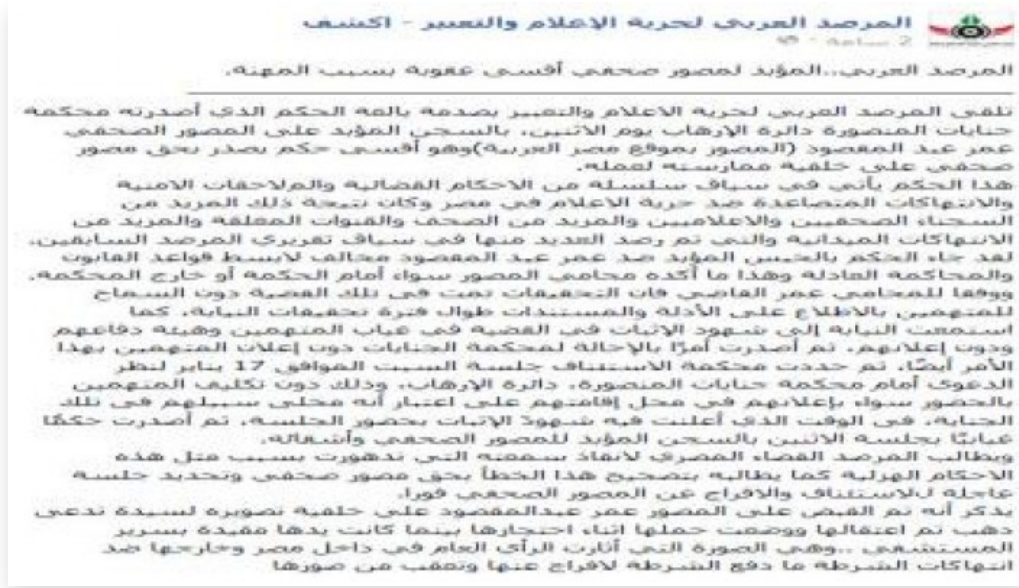 المرصد العربي لحرية الإعلام والتعبير - اكشف
2 ساعة ·
المرصد العربي..المؤبد لمصور صحفي أقسى عقوبة بسبب المهنة.
تلقى المرصد العربي لحرية الاعلام والتعبير بصدمة بالغة الحكم الذي أصدرته محكمة
جنايات المنصورة دائرة الإرهاب يوم الاثنين، بالسجن المؤبد على المصور الصحفي
عمر عبد المقصود (المصور بموقع مصر العربية)وهو أقسى حكم يصدر بحق مصور
صحفي على خلفية ممارسته لعمله.
هذا الحكم يأتي في سياق سلسلة من الاحكام القضائية والملاحقات الامنية
والانتهاكات المتصاعدة ضد حرية الاعلام في مصر وكان نتيجة ذلك المزيد من
السجناء الصحفيين والاعلاميين والمزيد من الصحف والقنوات المغلقة والمزيد من
الانتهاكات الميدانية والتي تم رصد العديد منها في سياق تقريري المرصد السابقين.
لقد جاء الحكم بالحبس المؤبد ضد عمر عبد المقصود مخالف لابسط قواعد القانون
والمحاكمة العادلة وهذا ما أكده محامي المصور سواء أمام الحكمة أو خارج المحكمة.
ووفقا للمحامي عمر القاضي فان التحقيقات تمت في تلك القضية دون السماح
للمتهمين بالاطلاع على الأدلة والمستندات طوال فترة تحقيقات النيابة، كما
استمعت النيابة إلى شهود الإثبات في القضية في غياب المتهمين وهيئة دفاعهم
ودون إعلانهم، ثم أصدرت أمرًا بالإحالة لمحكمة الجنايات دون إعلان المتهمين بهذا
الأمر أيضًا، ثم حددت محكمة الاستئناف جلسة السبت الموافق 17 يناير لنظر
الدعوى أمام محكمة جنايات المنصورة، دائرة الإرهاب، وذلك دون تكليف المتهمين
بالحضور سواء بإعلانهم في محل إقامتهم على اعتبار أنه مخلى سبيلهم في تلك
الجناية، في الوقت الذي أعلنت فيه شهود الإثبات بحضور الجلسة، ثم أصدرت حكمًا
غيابيًا بجلسة الاثنين بالسجن المؤبد للمصور الصحفي وأشقائه.
ويطالب المرصد القضاء المصري لانقاذ سمعته التي تدهورت بسبب مثل هذه
الاحكام الهزلية كما يطالبه بتصحيح هذا الخطأ بحق مصور صحفي وتحديد جلسة
عاجلة للاستئناف والافراج عن المصور الصحفي فورا.
يذكر أنه تم القبض على المصور عمر عبدالمقصود على خلفية تصويره لسيدة تدعى
دهب تم اعتقالها ووضعت حملها اثناء احتجازها بينما كانت يدها مقيدة بسرير
المستشفى ..وهي الصورة التي أثارت الرأي العام في داخل مصر وخارجها ضد
انتهاكات الشرطة ما دفع الشرطة لافراج عنها وتعقب من صورها